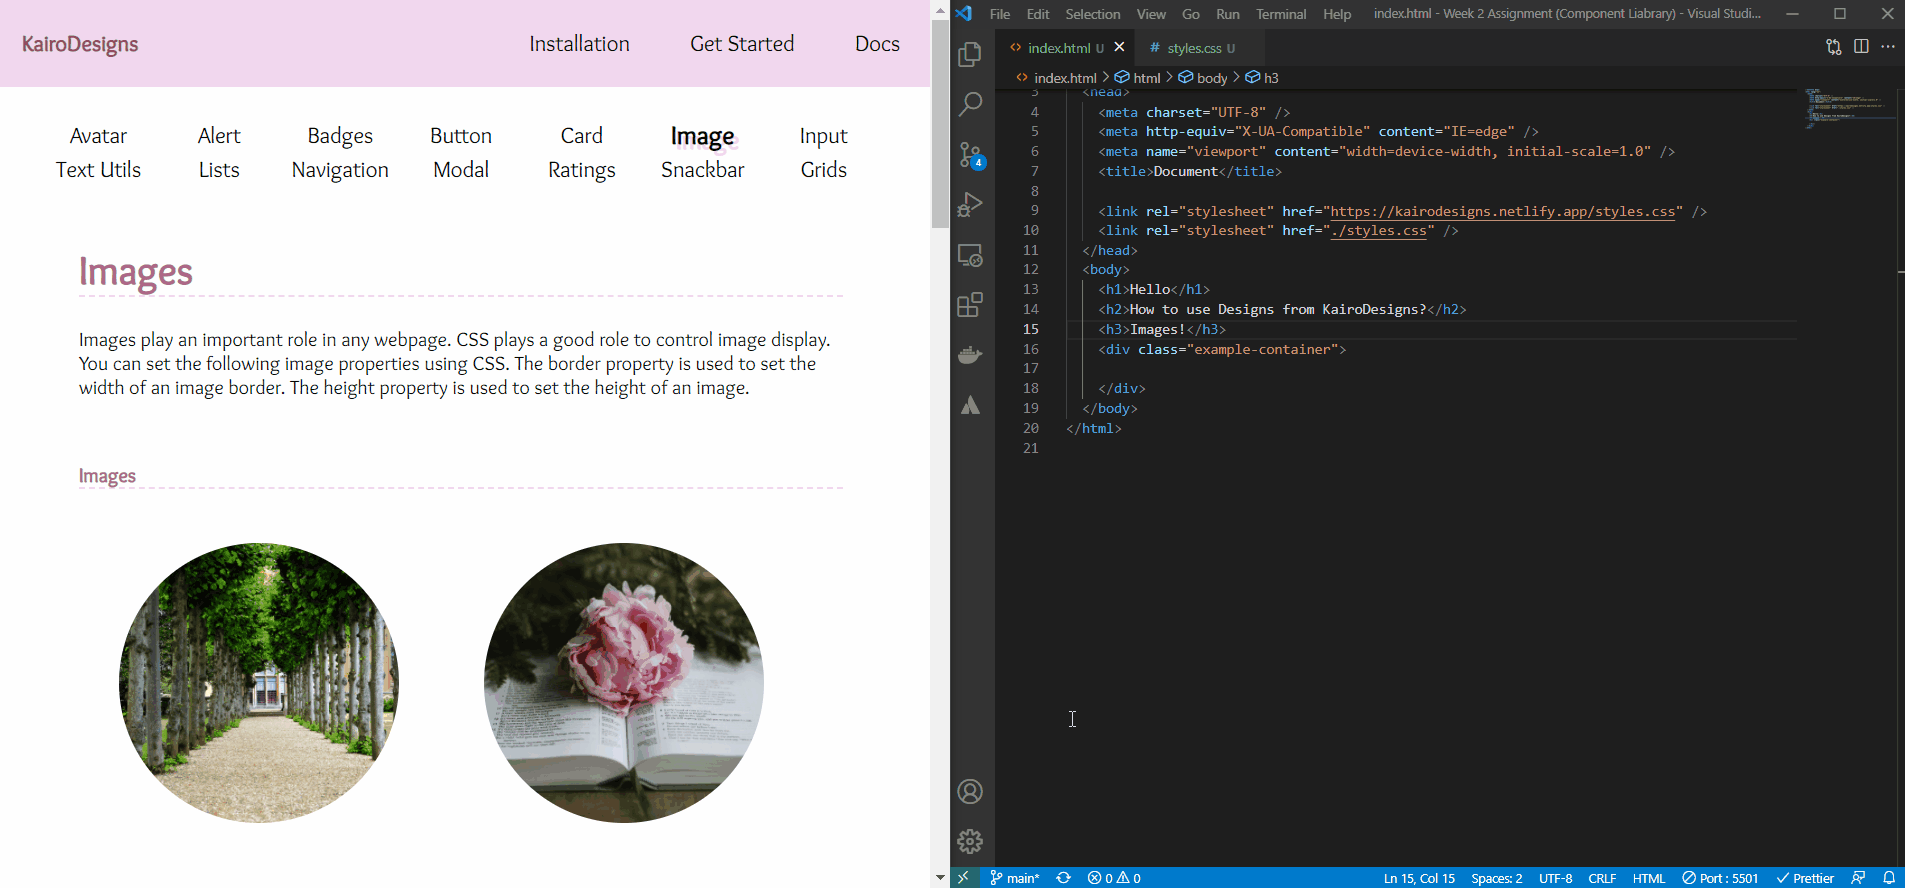 KairoDesigns
Installation
Get Started
Docs
Avatar Alert Badges Button Card Image Input
Text Utils Lists Navigation Modal Ratings Snackbar Grids
Images
Images play an important role in any webpage. CSS plays a good role to control image display.
You can set the following image properties using CSS. The border property is used to set the
width of an image border. The height property is used to set the height of an image.
Images
File Edit Selection View Go Run Terminal Help index.html - Week 2 Assignment (Component Liabrary) - Visual Studi...
index.html U
# styles.css U
index.html > html > body > h3
3 <head>
4 <meta charset="UTF-8" />
5 <meta http-equiv="X-UA-Compatible" content="IE=edge" />
6 <meta name="viewport" content="width=device-width, initial-scale=1.0" />
7 <title>Document</title>
8
9 <link rel="stylesheet" href="https://kairodesigns.netlify.app/styles.css" />
10 <link rel="stylesheet" href="./styles.css" />
11 </head>
12 <body>
13 <h1>Hello</h1>
14 <h2>How to use Designs from KairoDesigns?</h2>
15 <h3>Images!</h3>
16 <div class="example-container">
17
18 </div>
19 </body>
20 </html>
21
4
main* 0 0 Ln 15, Col 15 Spaces: 2 UTF-8 CRLF HTML Port : 5501 Prettier